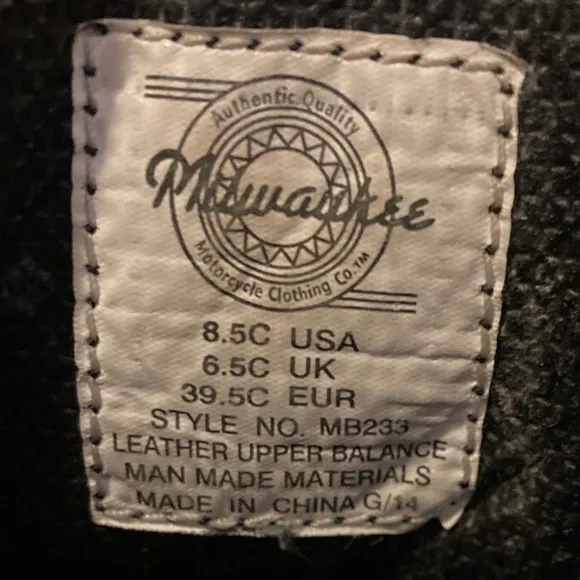 Authentic Quality
Milwaukee
Motorcycle Clothing Co.™
8.5C USA
6.5C UK
39.5C EUR
STYLE NO. MB233
LEATHER UPPER BALANCE
MAN MADE MATERIALS
MADE IN CHINA G/14